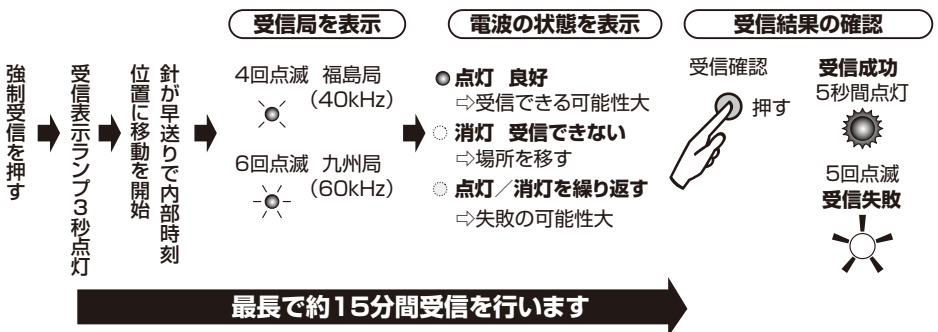 強制受信を押す
受信表示ランプ3秒点灯
針が早送りで内部時刻
位置に移動を開始
受信局を表示
4回点滅 福島局
(40kHz)
6回点滅 九州局
(60kHz)
電波の状態を表示
点灯 良好
⇨受信できる可能性大
消灯 受信できない
⇨場所を移す
点灯/消灯を繰り返す
⇨失敗の可能性大
受信結果の確認
受信確認
押す
受信成功
5秒間点灯
5回点滅
受信失敗
最長で約15分間受信を行います